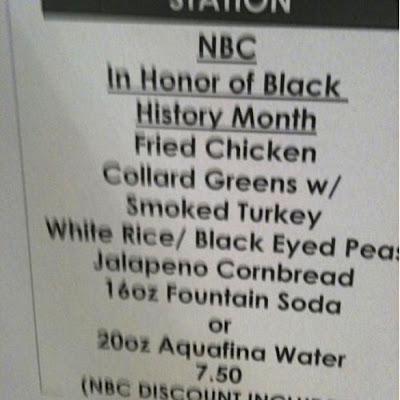 STATION
NBC
In Honor of Black
History Month
Fried Chicken
Collard Greens w/
Smoked Turkey
White Rice/ Black Eyed Peas
Jalapeno Cornbread
16oz Fountain Soda
or
20oz Aquafina Water
7.50
(NBC DISCOUNT